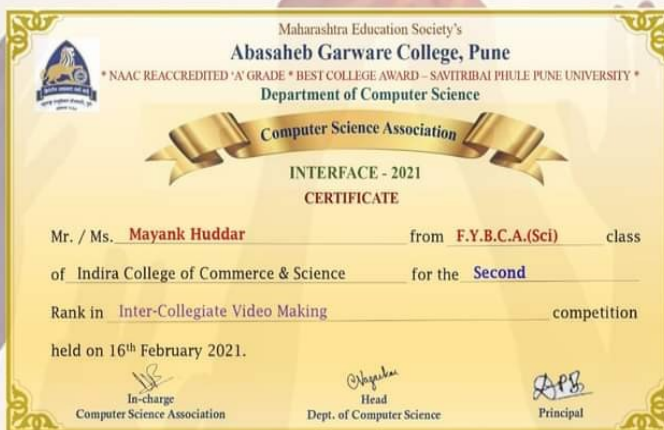 Maharashtra Education Society's
Abasaheb Garware College, Pune
* NAAC REACCREDITED 'A' GRADE * BEST COLLEGE AWARD – SAVITRIBAI PHULE PUNE UNIVERSITY *
Department of Computer Science
Computer Science Association
INTERFACE - 2021
CERTIFICATE
Mr. / Ms. Mayank Huddar from F.Y.B.C.A.(Sci) class
of Indira College of Commerce & Science for the Second
Rank in Inter-Collegiate Video Making competition
held on 16th February 2021.
In-charge Head Principal
Computer Science Association Dept. of Computer Science